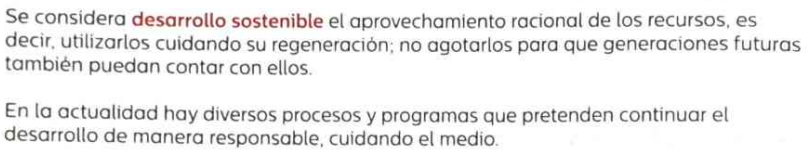 Se considera desarrollo sostenible el aprovechamiento racional de los recursos, es
decir, utilizarlos cuidando su regeneración; no agotarlos para que generaciones futuras
también puedan contar con ellos.
En la actualidad hay diversos procesos y programas que pretenden continuar el
desarrollo de manera responsable, cuidando el medio.